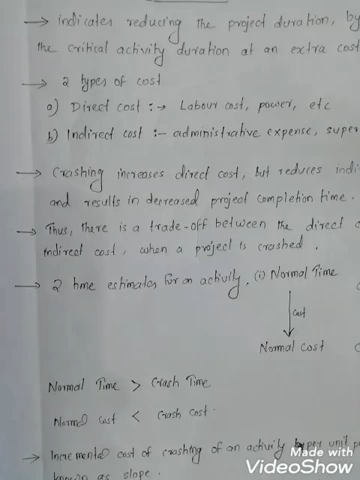 → indicates reducing the project duration, by
the critical activity duration at an extra cost
→ 2 types of cost
a) Direct cost :→ Labour cost, power, etc
b) Indirect cost :- administrative expense, super
→ Crashing increases direct cost, but reduces indi
and results in decreased project completion time.
→ Thus, there is a trade-off between the direct c
indirect cost, when a project is crashed.
→ 2 time estimates for an activity. (i) Normal Time
cost
Normal Cost
Normal Time > Crash Time
Normal cost < Crash cost.
→ Incremental cost of crashing of an activity by per unit p
known as slope.
Made with
VideoShow